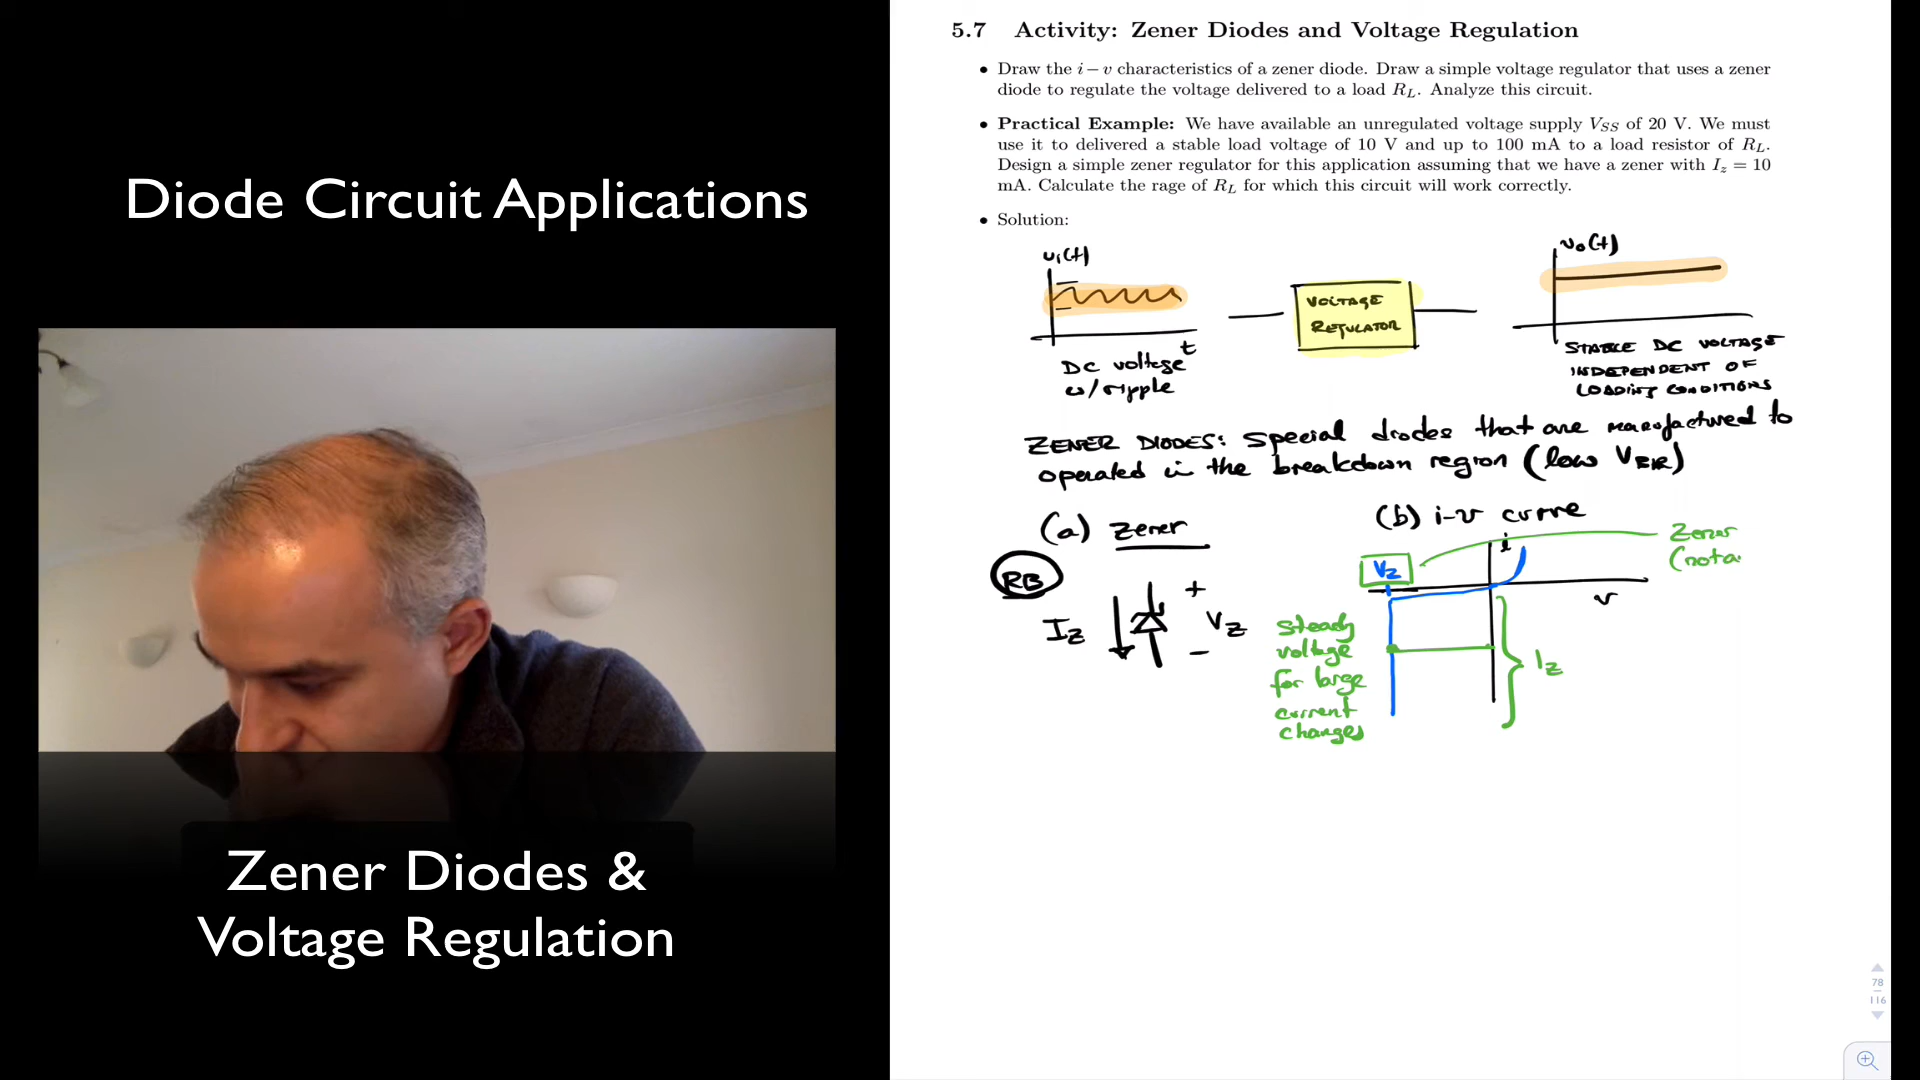 Diode Circuit Applications
Zener Diodes &
Voltage Regulation
5.7 Activity: Zener Diodes and Voltage Regulation
• Draw the i − v characteristics of a zener diode. Draw a simple voltage regulator that uses a zener
diode to regulate the voltage delivered to a load RL. Analyze this circuit.
• Practical Example: We have available an unregulated voltage supply VSS of 20 V. We must
use it to delivered a stable load voltage of 10 V and up to 100 mA to a load resistor of RL.
Design a simple zener regulator for this application assuming that we have a zener with Iz = 10
mA. Calculate the rage of RL for which this circuit will work correctly.
• Solution:
v1(t)
t
DC voltage
w/ ripple
VOLTAGE
REGULATOR
vo(t)
STABLE DC VOLTAGE
INDEPENDENT OF
LOADING CONDITIONS
ZENER DIODES: special diodes that are manufactured to
operated in the breakdown region (low VBR)
(a) Zener
RB
IZ
+
VZ
−
(b) i-v curve
i
v
VZ
Zener
(nota
steady
voltage
for large
current
changes
IZ
78
116